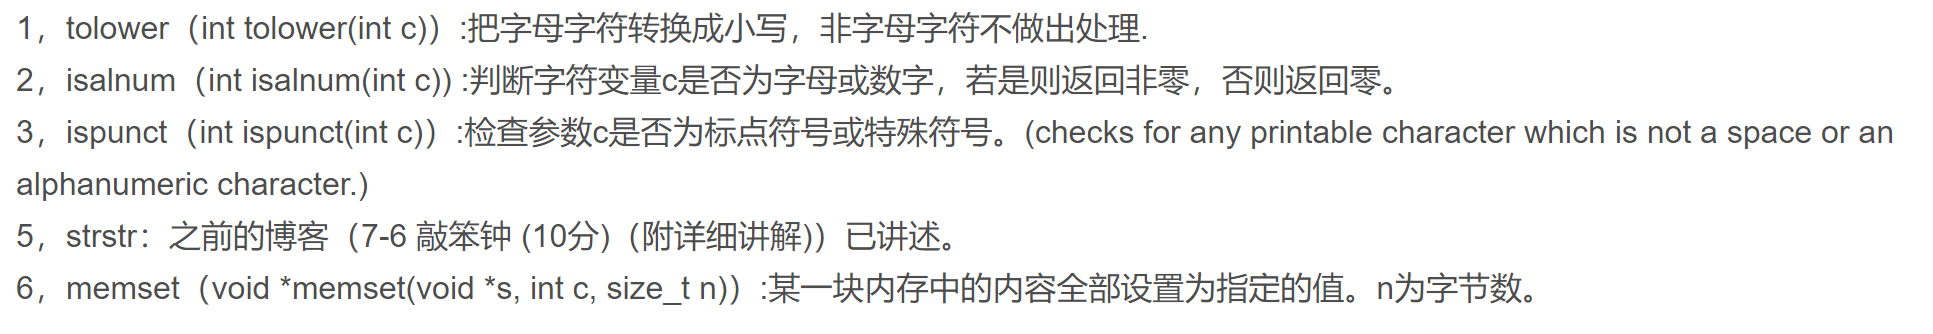 1，tolower（int tolower(int c)）:把字母字符转换成小写，非字母字符不做出处理.
2，isalnum（int isalnum(int c)) :判断字符变量c是否为字母或数字，若是则返回非零，否则返回零。
3，ispunct（int ispunct(int c)）:检查参数c是否为标点符号或特殊符号。(checks for any printable character which is not a space or an
alphanumeric character.)
5，strstr：之前的博客（7-6 敲笨钟 (10分)（附详细讲解)）已讲述。
6，memset（void *memset(void *s, int c, size_t n)）:某一块内存中的内容全部设置为指定的值。n为字节数。